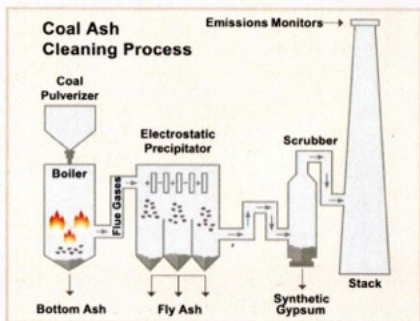 Coal Ash
Cleaning Process
Emissions Monitors
Coal
Pulverizer
Electrostatic
Precipitator
Scrubber
Boiler
Flue Gases
Stack
Bottom Ash
Fly Ash
Synthetic
Gypsum